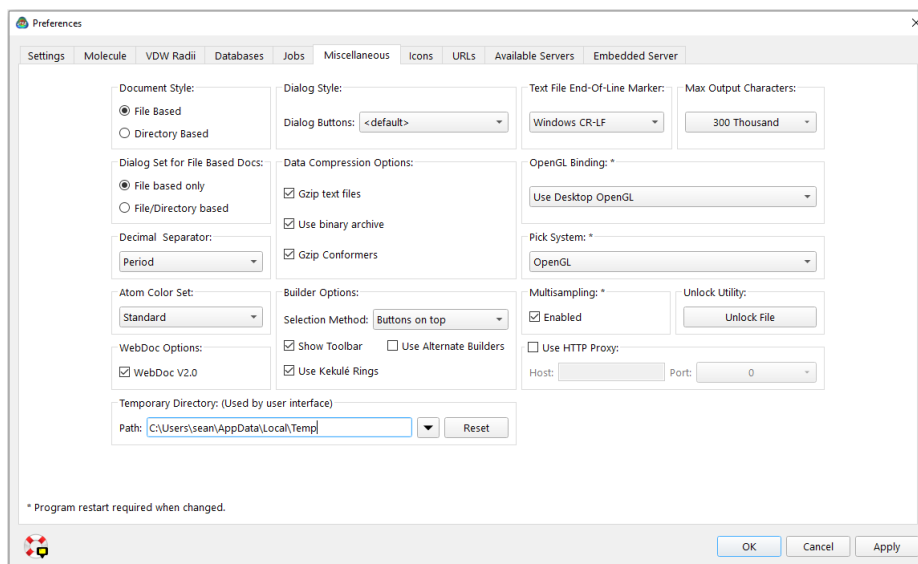 Preferences
Settings Molecule VDW Radii Databases Jobs Miscellaneous Icons URLs Available Servers Embedded Server
Document Style:
File Based
Directory Based
Dialog Style:
Dialog Buttons: <default>
Text File End-Of-Line Marker:
Windows CR-LF
Max Output Characters:
300 Thousand
Dialog Set for File Based Docs:
File based only
File/Directory based
Data Compression Options:
Gzip text files
Use binary archive
Gzip Conformers
OpenGL Binding: *
Use Desktop OpenGL
Decimal Separator:
Period
Pick System: *
OpenGL
Atom Color Set:
Standard
Builder Options:
Selection Method: Buttons on top
Show Toolbar Use Alternate Builders
Use Kekulé Rings
Multisampling: *
Enabled
Unlock Utility:
Unlock File
WebDoc Options:
WebDoc V2.0
Use HTTP Proxy:
Host: Port: 0
Temporary Directory: (Used by user interface)
Path: C:\Users\sean\AppData\Local\Temp Reset
* Program restart required when changed.
OK Cancel Apply